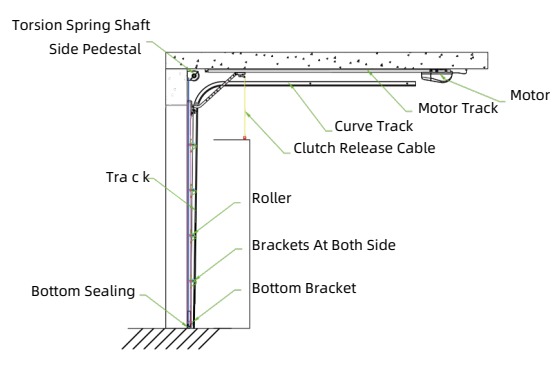 Torsion Spring Shaft
Side Pedestal
Motor
Motor Track
Curve Track
Clutch Release Cable
Tra c k
Roller
Brackets At Both Side
Bottom Sealing
Bottom Bracket